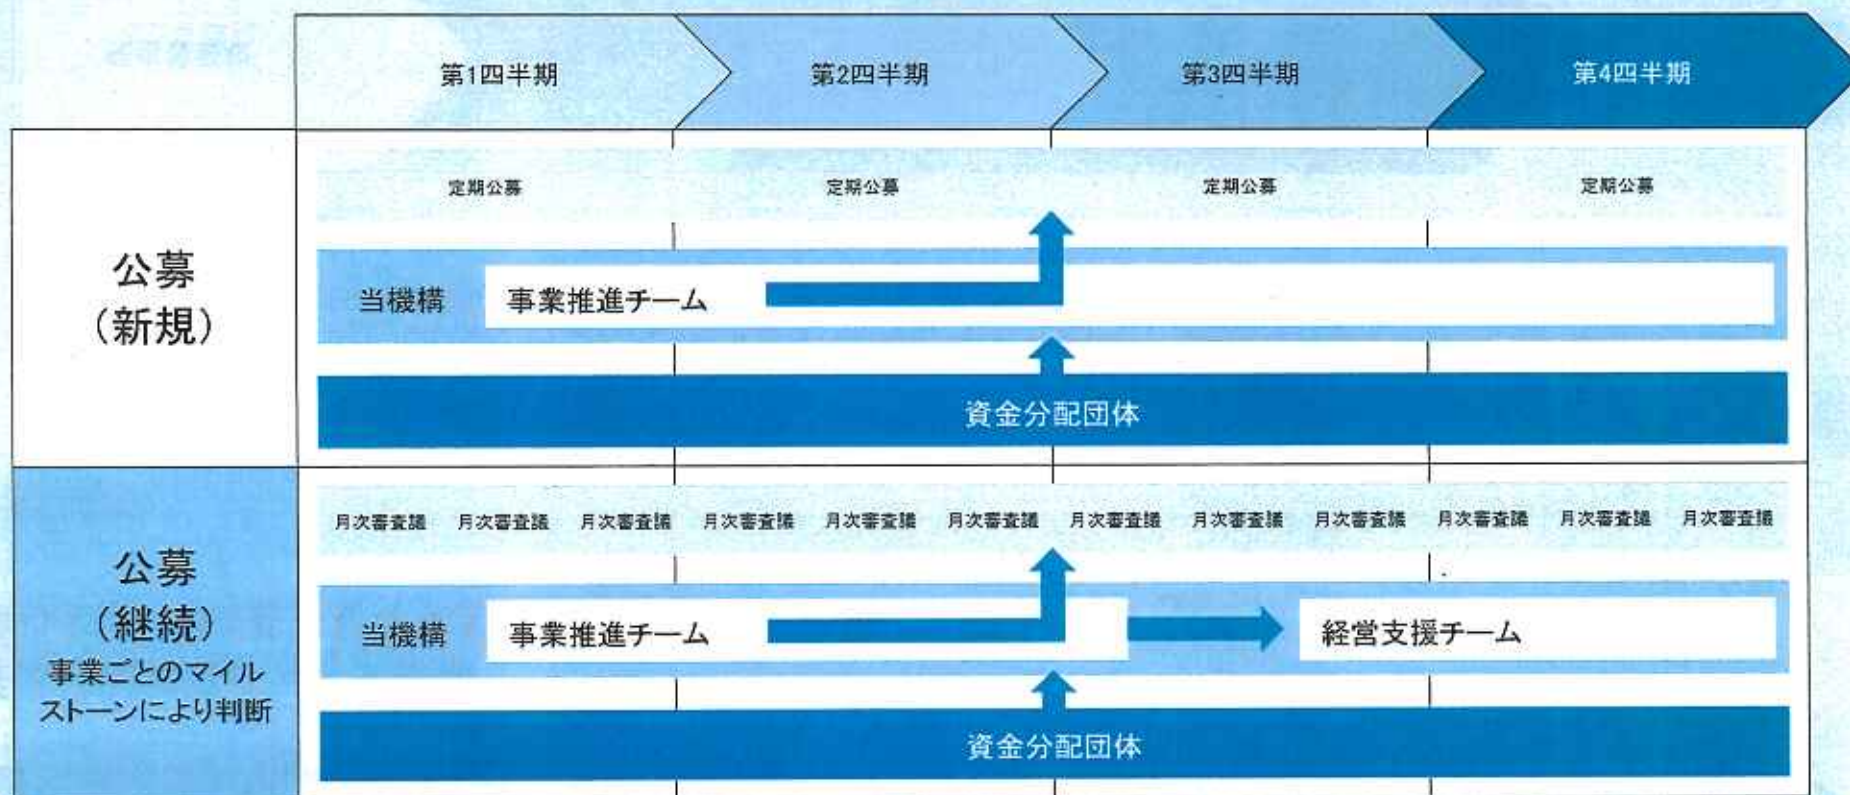 第1四半期
第2四半期
第3四半期
第4四半期
公募
（新規）
定期公募
定期公募
定期公募
定期公募
当機構
事業推進チーム
資金分配団体
公募
（継続）
事業ごとのマイル
ストーンにより判断
月次審査議 月次審査議 月次審査議 月次審査議 月次審査議 月次審査議 月次審査議 月次審査議 月次審査議 月次審査議 月次審査議 月次審査議
当機構
事業推進チーム
経営支援チーム
資金分配団体